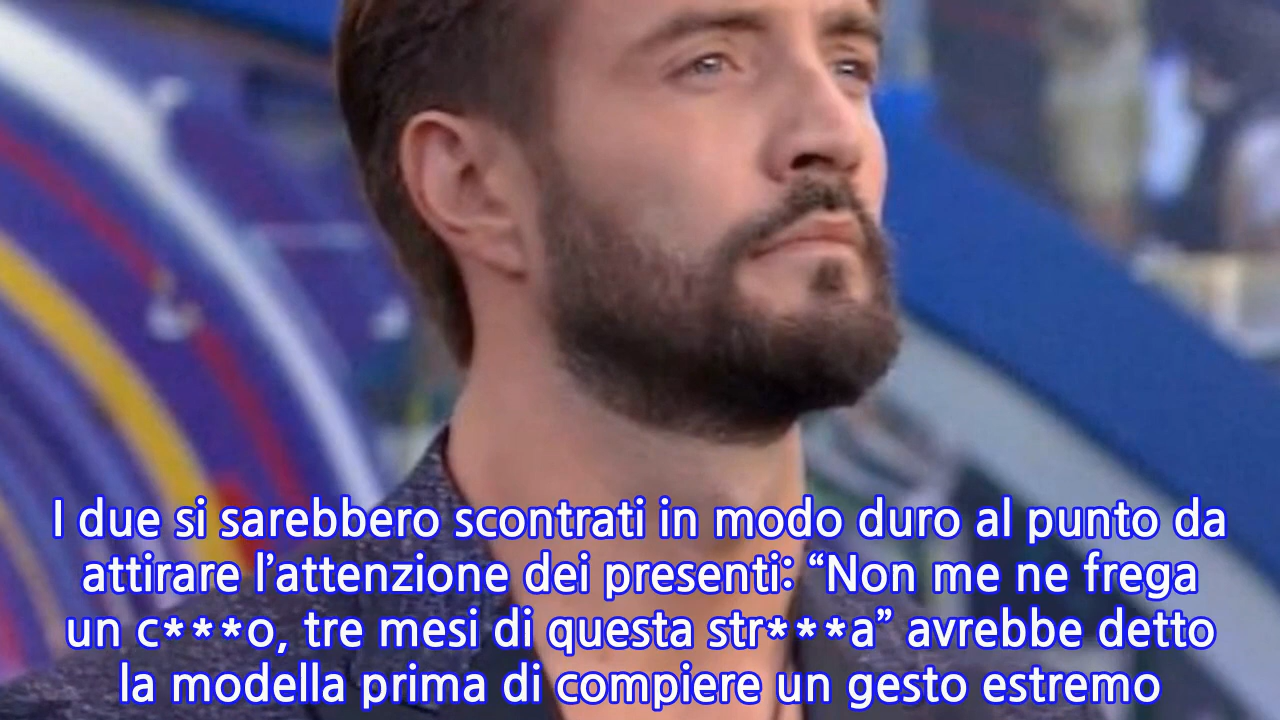 I due si sarebbero scontrati in modo duro al punto da
attirare l’attenzione dei presenti: “Non me ne frega
un c***o, tre mesi di questa str***a” avrebbe detto
la modella prima di compiere un gesto estremo